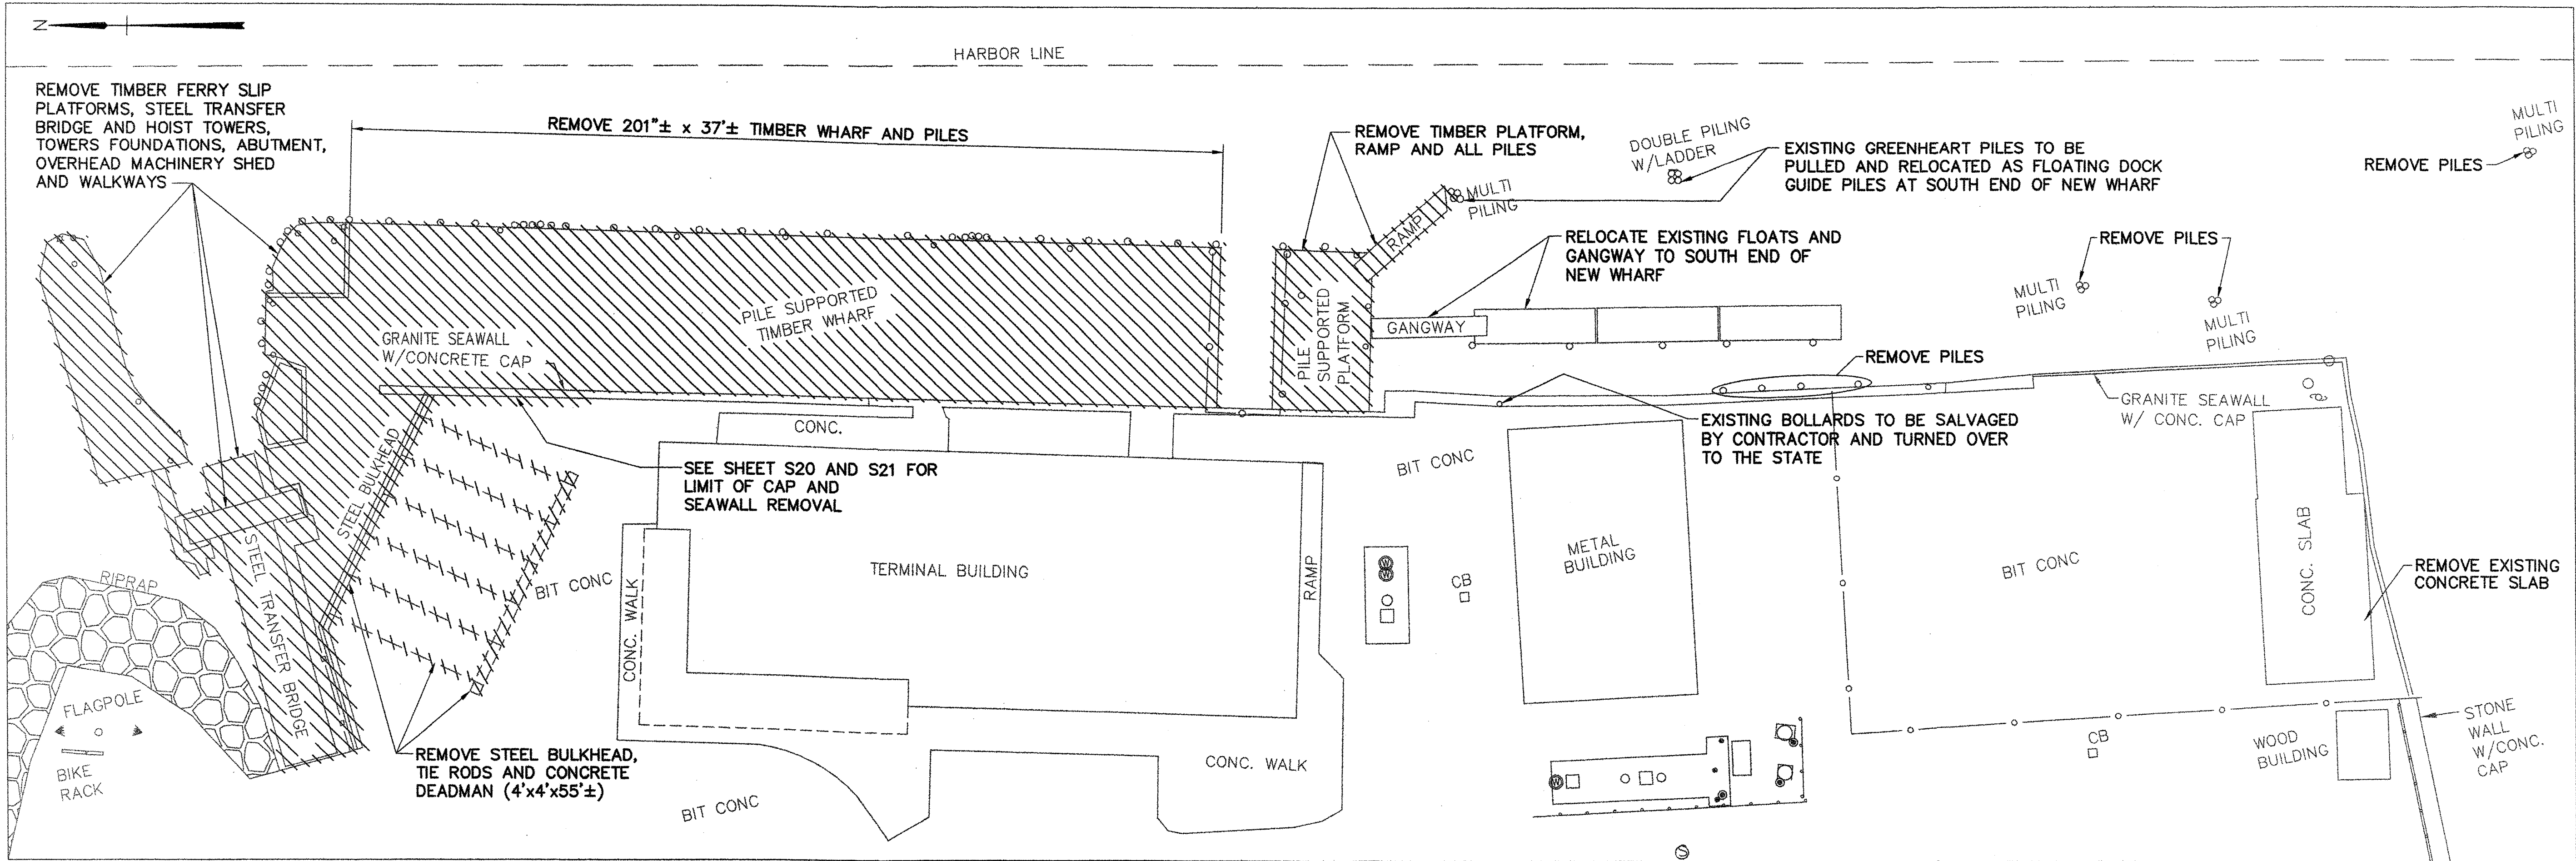 N
HARBOR LINE
REMOVE TIMBER FERRY SLIP
PLATFORMS, STEEL TRANSFER
BRIDGE AND HOIST TOWERS,
TOWERS FOUNDATIONS, ABUTMENT,
OVERHEAD MACHINERY SHED
AND WALKWAYS
REMOVE 201"± x 37'± TIMBER WHARF AND PILES
REMOVE TIMBER PLATFORM,
RAMP AND ALL PILES
DOUBLE PILING
W/LADDER
EXISTING GREENHEART PILES TO BE
PULLED AND RELOCATED AS FLOATING DOCK
GUIDE PILES AT SOUTH END OF NEW WHARF
MULTI
PILING
REMOVE PILES
MULTI
PILING
RAMP
RELOCATE EXISTING FLOATS AND
GANGWAY TO SOUTH END OF
NEW WHARF
REMOVE PILES
MULTI
PILING
MULTI
PILING
PILE SUPPORTED
TIMBER WHARF
GRANITE SEAWALL
W/CONCRETE CAP
PILE
SUPPORTED
PLATFORM
GANGWAY
REMOVE PILES
GRANITE SEAWALL
W/ CONC. CAP
EXISTING BOLLARDS TO BE SALVAGED
BY CONTRACTOR AND TURNED OVER
TO THE STATE
CONC.
SEE SHEET S20 AND S21 FOR
LIMIT OF CAP AND
SEAWALL REMOVAL
STEEL BULKHEAD
BIT CONC
BIT CONC
TERMINAL BUILDING
CONC. WALK
RAMP
W
W
CB
METAL
BUILDING
BIT CONC
CONC. SLAB
REMOVE EXISTING
CONCRETE SLAB
RIPRAP
STEEL TRANSFER BRIDGE
FLAGPOLE
BIKE
RACK
REMOVE STEEL BULKHEAD,
TIE RODS AND CONCRETE
DEADMAN (4'x4'x55'±)
BIT CONC
CONC. WALK
W
CB
WOOD
BUILDING
STONE
WALL
W/CONC.
CAP
S